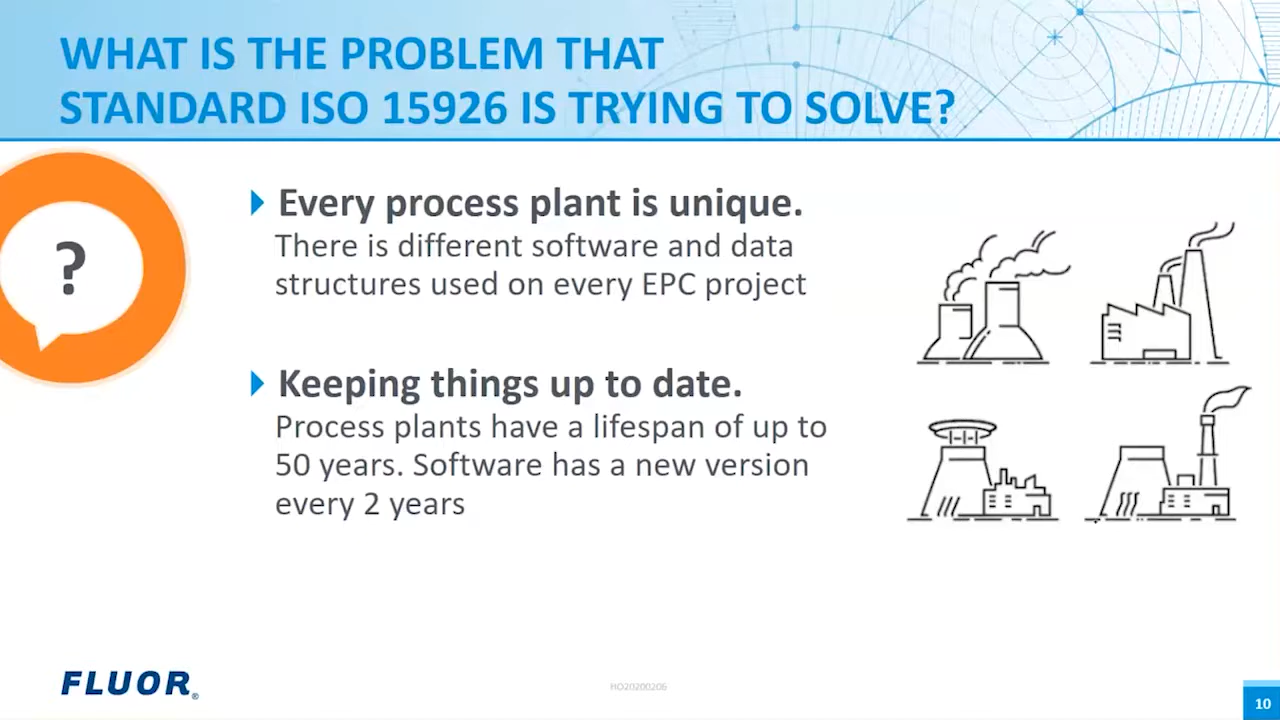 WHAT IS THE PROBLEM THAT
STANDARD ISO 15926 IS TRYING TO SOLVE?
?
Every process plant is unique.
There is different software and data
structures used on every EPC project
Keeping things up to date.
Process plants have a lifespan of up to
50 years. Software has a new version
every 2 years
FLUOR®
HO20200206
10